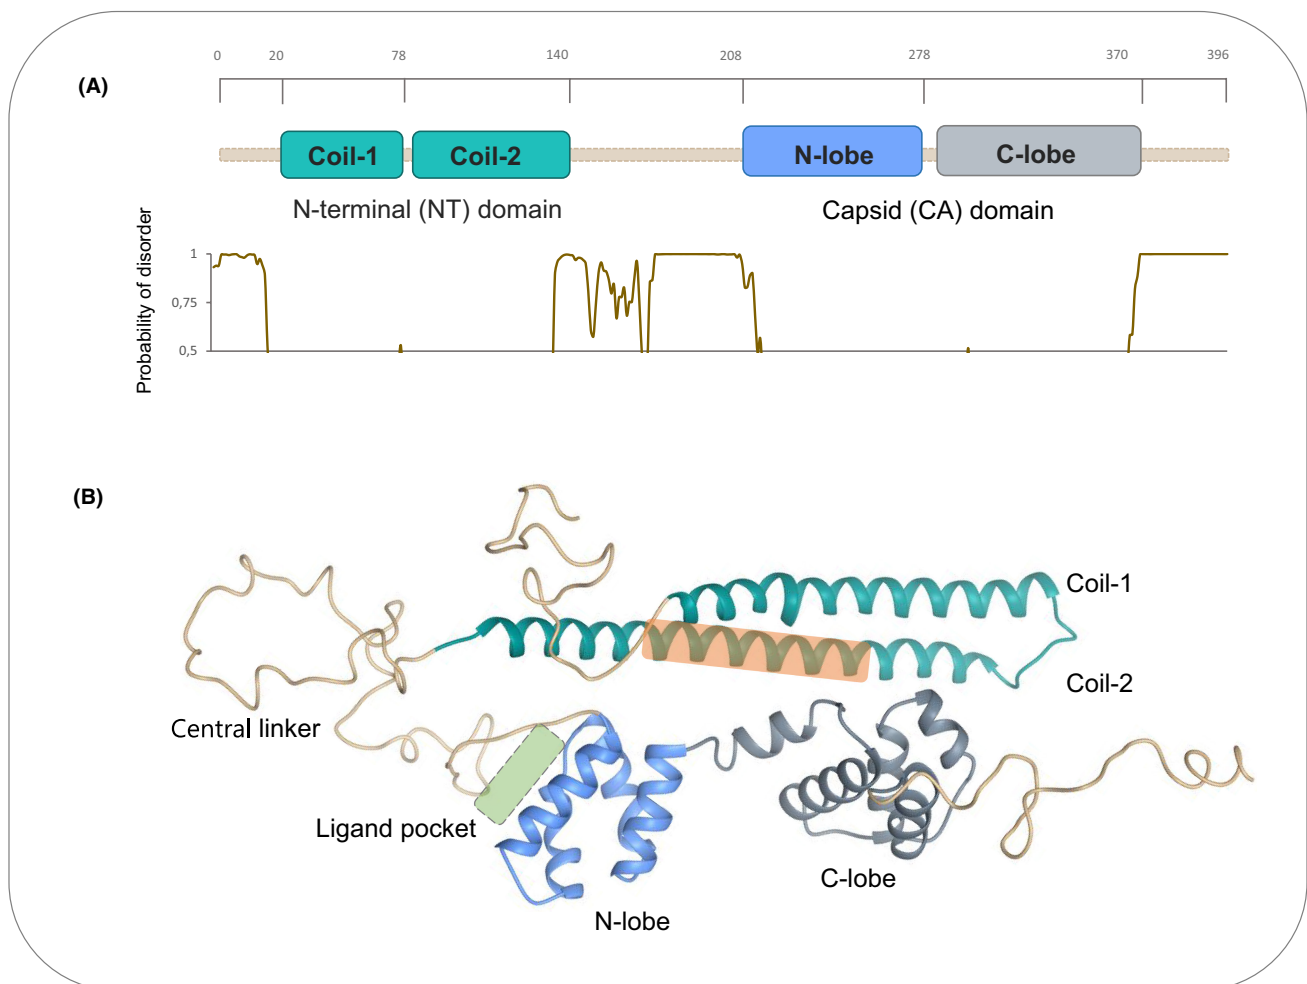 0 20 78 140 208 278 370 396
(A)
Coil-1 Coil-2 N-lobe C-lobe
N-terminal (NT) domain Capsid (CA) domain
Probability of disorder
1
0,75
0,5
(B)
Coil-1
Coil-2
Central linker
Ligand pocket
C-lobe
N-lobe